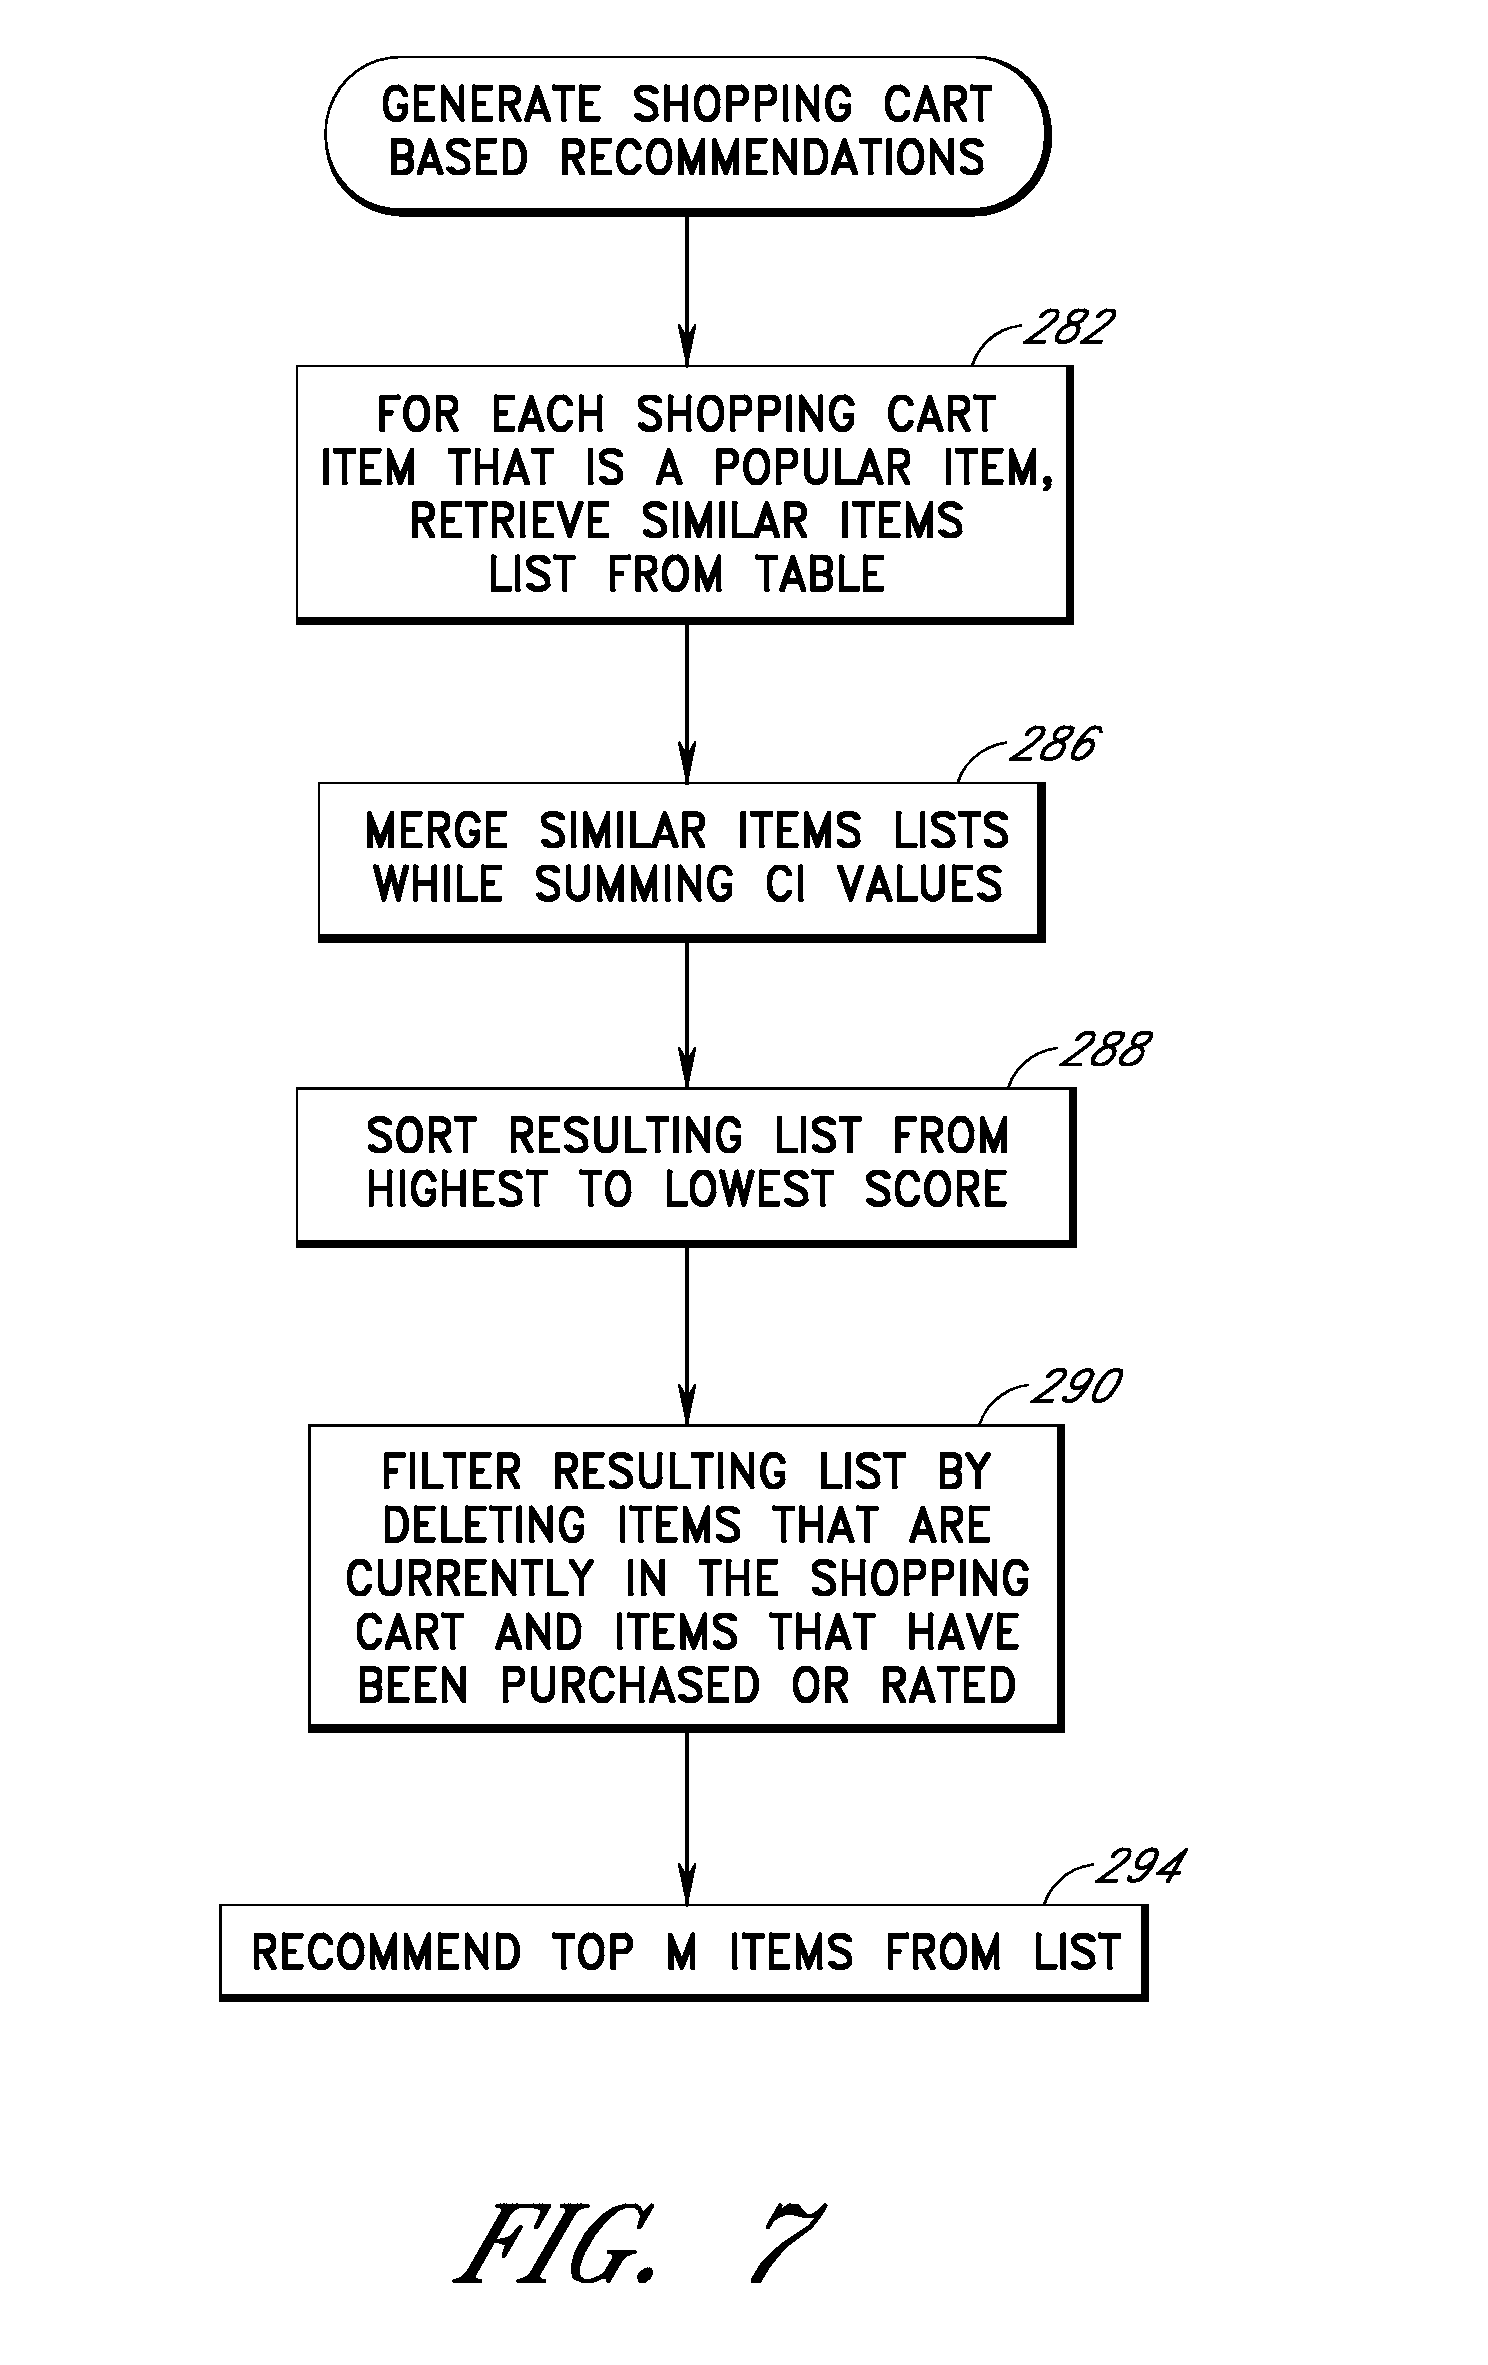 GENERATE SHOPPING CART
BASED RECOMMENDATIONS
282
FOR EACH SHOPPING CART
ITEM THAT IS A POPULAR ITEM,
RETRIEVE SIMILAR ITEMS
LIST FROM TABLE
286
MERGE SIMILAR ITEMS LISTS
WHILE SUMMING CI VALUES
288
SORT RESULTING LIST FROM
HIGHEST TO LOWEST SCORE
290
FILTER RESULTING LIST BY
DELETING ITEMS THAT ARE
CURRENTLY IN THE SHOPPING
CART AND ITEMS THAT HAVE
BEEN PURCHASED OR RATED
294
RECOMMEND TOP M ITEMS FROM LIST
FIG. 7